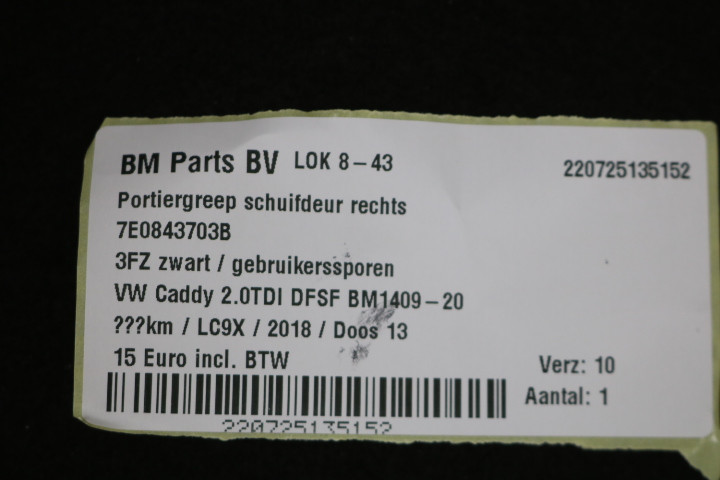 BM Parts BV LOK 8-43 220725135152
Portiergreep schuifdeur rechts
7E0843703B
3FZ zwart / gebruikerssporen
VW Caddy 2.0TDI DFSF BM1409-20
???km / LC9X / 2018 / Doos 13
15 Euro incl. BTW Verz: 10
Aantal: 1
220725135152